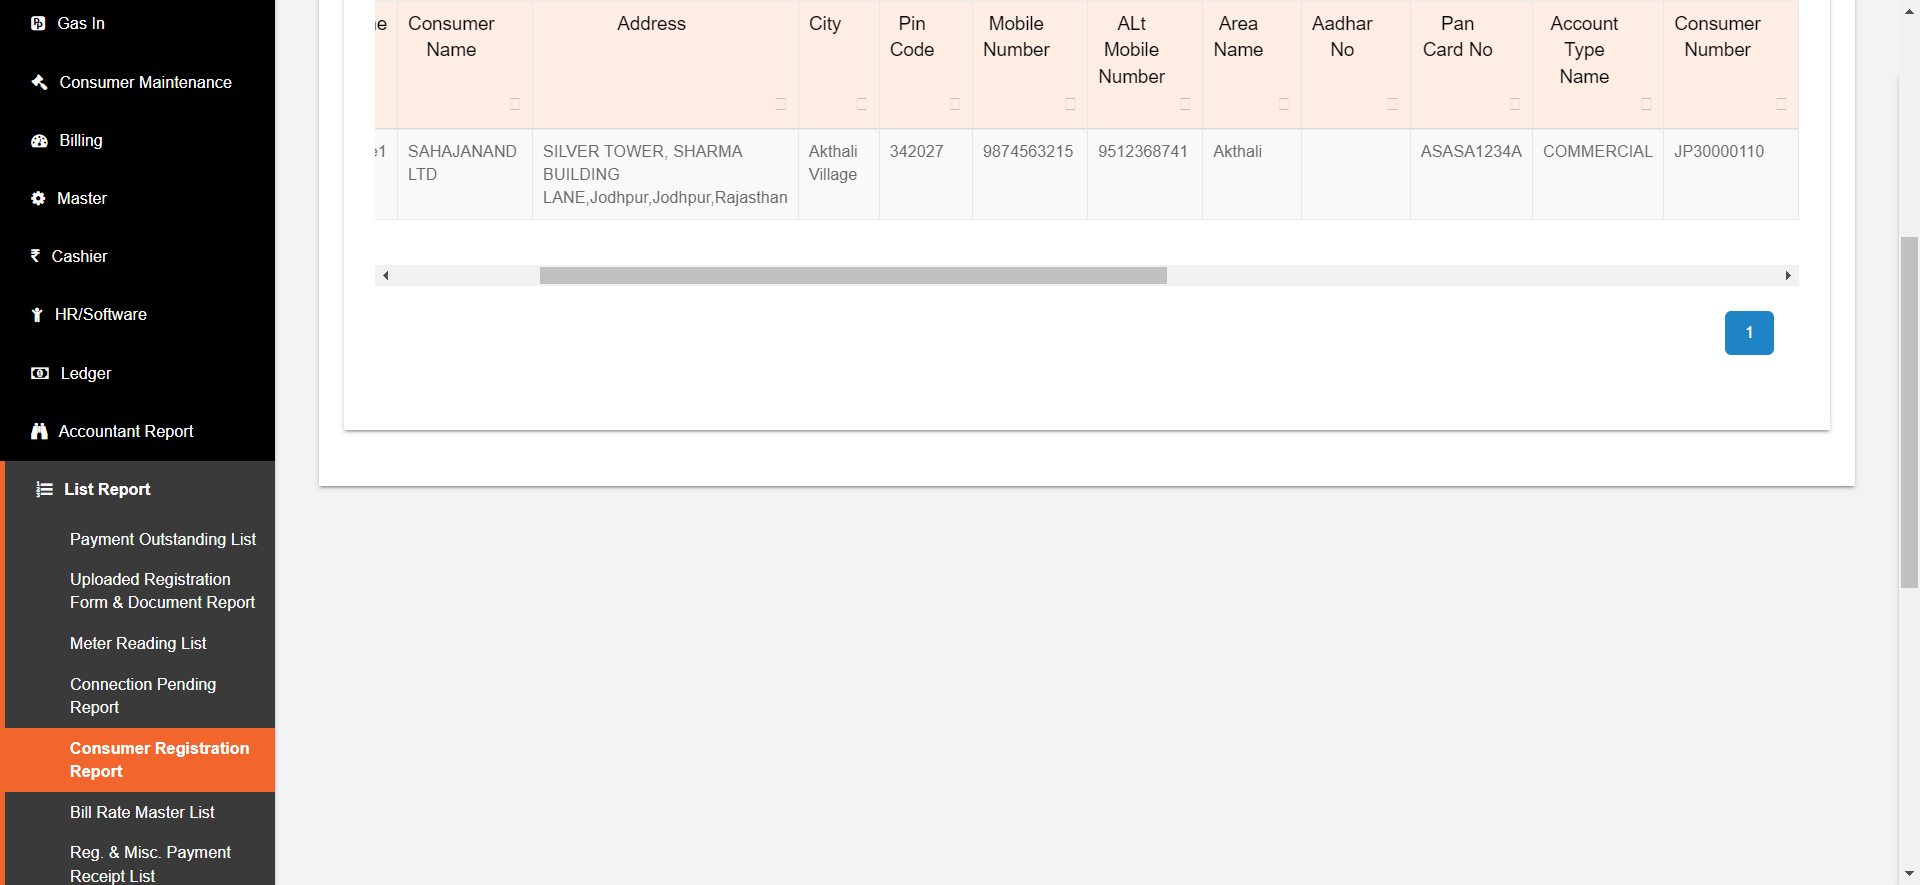 Gas In
Consumer Maintenance
Billing
Master
Cashier
HR/Software
Ledger
Accountant Report
List Report
Payment Outstanding List
Uploaded Registration
Form & Document Report
Meter Reading List
Connection Pending
Report
Consumer Registration
Report
Bill Rate Master List
Reg. & Misc. Payment
Receipt List
Consumer Name
Address
City
Pin Code
Mobile Number
ALt Mobile Number
Area Name
Aadhar No
Pan Card No
Account Type Name
Consumer Number
SAHAJANAND
LTD
SILVER TOWER, SHARMA
BUILDING
LANE,Jodhpur,Jodhpur,Rajasthan
Akthali
Village
342027
9874563215
9512368741
Akthali
ASASA1234A
COMMERCIAL
JP30000110
1